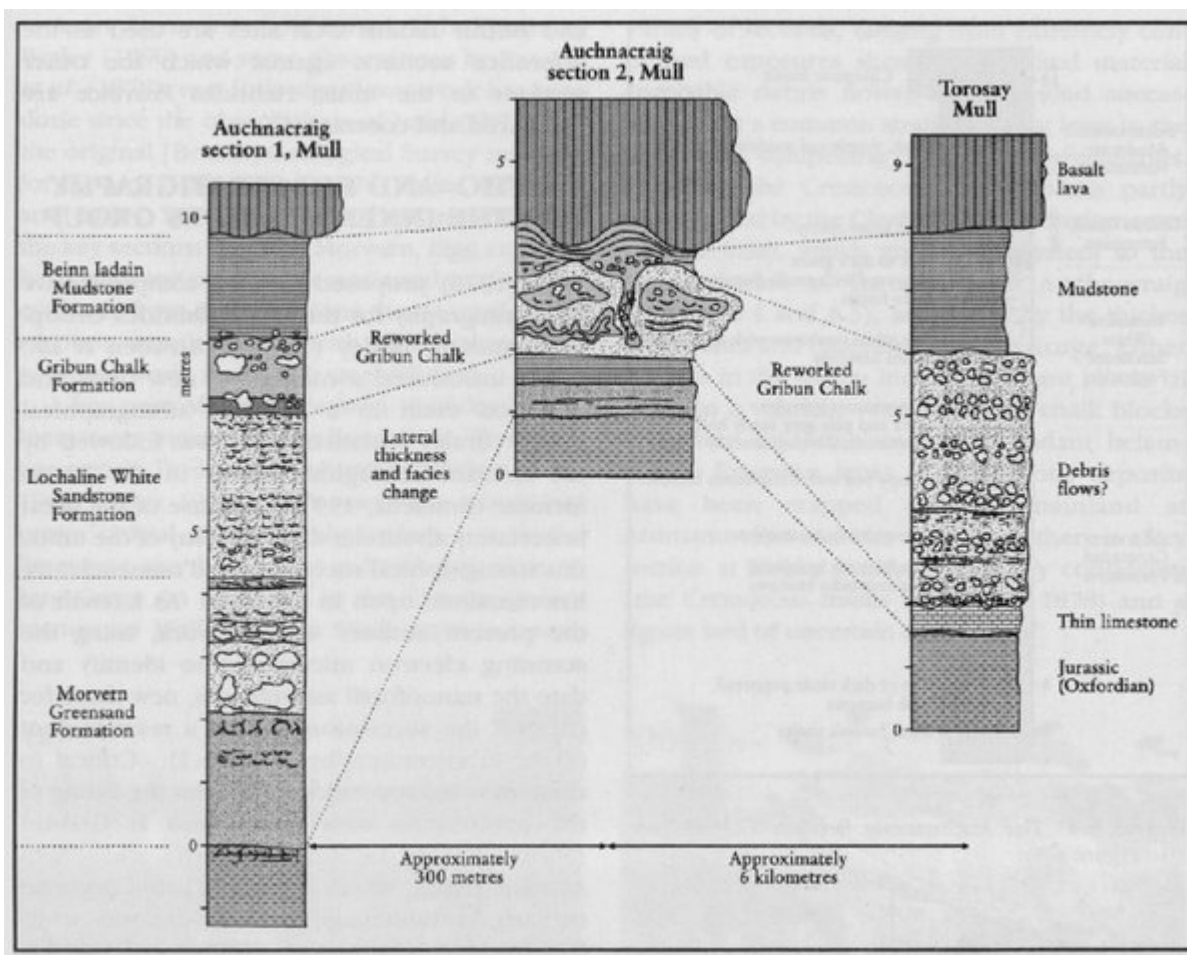 Auchnacraig
section 1, Mull
10
metres
5
0
Beinn Iadain
Mudstone
Formation
Gribun Chalk
Formation
Lochaline White
Sandstone
Formation
Morvern
Greensand
Formation
Auchnacraig
section 2, Mull
5
0
Reworked
Gribun Chalk
Lateral
thickness
and facies
change
Reworked
Gribun Chalk
Torosay
Mull
9
0
Basalt
lava
Mudstone
Debris
flows?
Thin limestone
Jurassic
(Oxfordian)
Approximately
300 metres
Approximately
6 kilometres